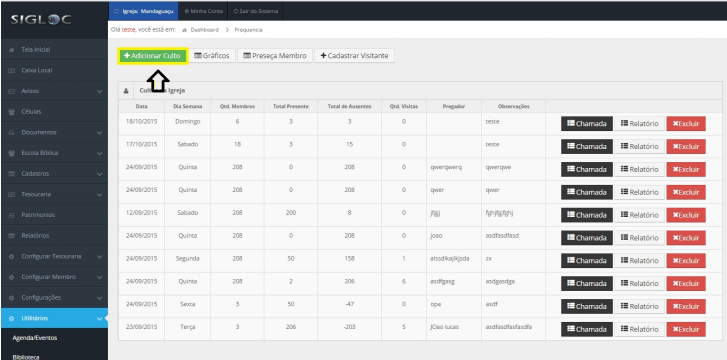 SIGLOC
Igreja: Mandaguaçu Minha Conta Sair do Sistema
Olá teste, você está em: Dashboard > Frequencia
Tela Inicial
Caixa Local
Avisos
Células
Documentos
Escola Bíblica
Cadastros
Tesouraria
Patrimonios
Relatórios
Configurar Tesouraria
Configurar Membro
Configurações
Utilitários
Agenda/Eventos
Biblioteca
Adicionar Culto Gráficos Preseça Membro Cadastrar Visitante
Igreja
Data Dia Semana Qtd. Membros Total Presente Total de Ausentes Qtd. Visitas Pregador Observações
18/10/2015 Domingo 6 3 3 0 teste Chamada Relatório Excluir
17/10/2015 Sabado 18 3 15 0 teste Chamada Relatório Excluir
24/09/2015 Quinta 208 0 208 0 qwerqwerq qwerqwe Chamada Relatório Excluir
24/09/2015 Quinta 208 0 208 0 qwer qwer Chamada Relatório Excluir
12/09/2015 Sabado 208 200 8 0 Chamada Relatório Excluir
24/09/2015 Quinta 208 0 208 0 joao asdfasdfasd Chamada Relatório Excluir
24/09/2015 Segunda 208 50 158 1 zx Chamada Relatório Excluir
24/09/2015 Quinta 208 2 206 6 asdfgasg asdgasdga Chamada Relatório Excluir
24/09/2015 Sexta 3 50 -47 0 opa asdf Chamada Relatório Excluir
23/09/2015 Terça 3 206 -203 5 JOao lucas asdfasdfasfasdfa Chamada Relatório Excluir